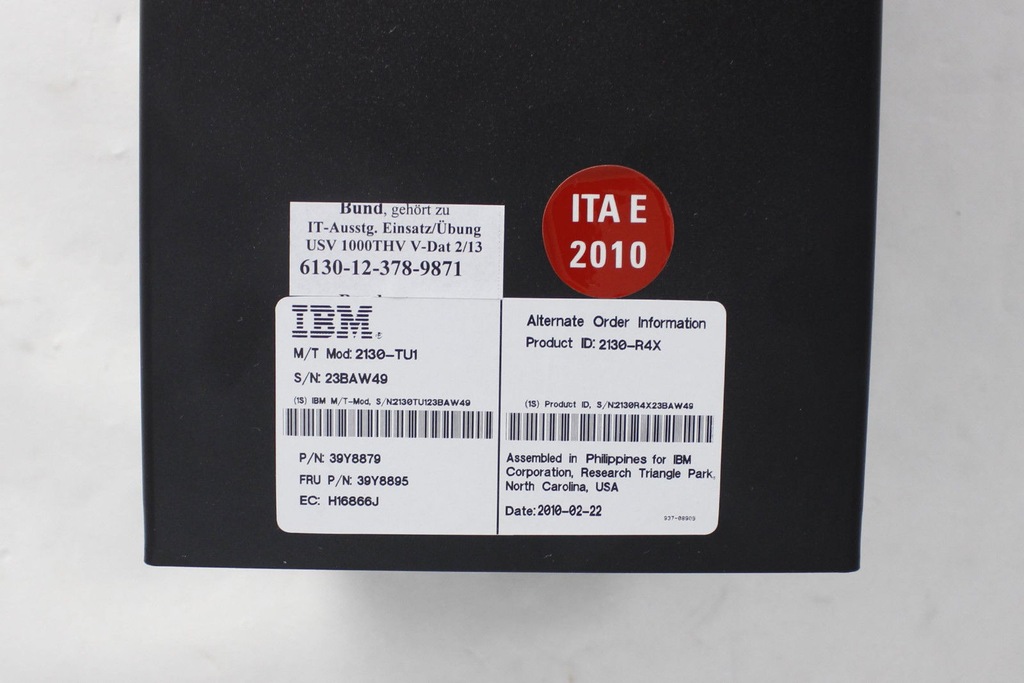 Bund, gehört zu
IT-Ausstg. Einsatz/Übung
USV 1000THV V-Dat 2/13
6130-12-378-9871
Bund
ITA E
2010
IBM®
M/T Mod: 2130-TU1
S/N: 23BAW49
(1S) IBM M/T-Mod, S/N2130TU123BAW49
P/N: 39Y8879
FRU P/N: 39Y8895
EC: H16866J
Alternate Order Information
Product ID: 2130-R4X
(1S) Product ID, S/N2130R4X23BAW49
Assembled in Philippines for IBM
Corporation, Research Triangle Park,
North Carolina, USA
Date: 2010-02-22